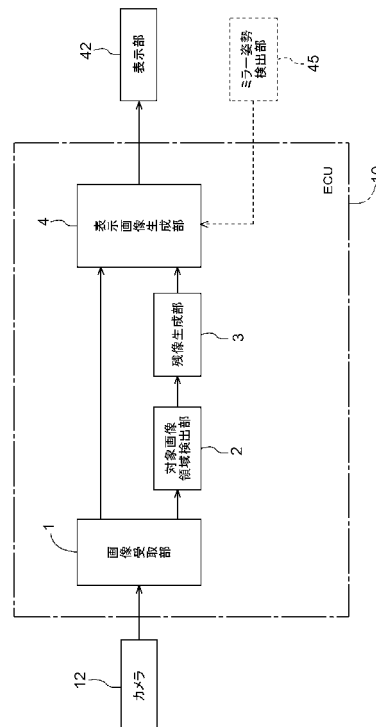 カメラ
12
画像受取部
1
対象画像
領域検出部
2
残像生成部
3
表示画像生成部
4
表示部
42
ミラー姿勢
検出部
45
ECU
10